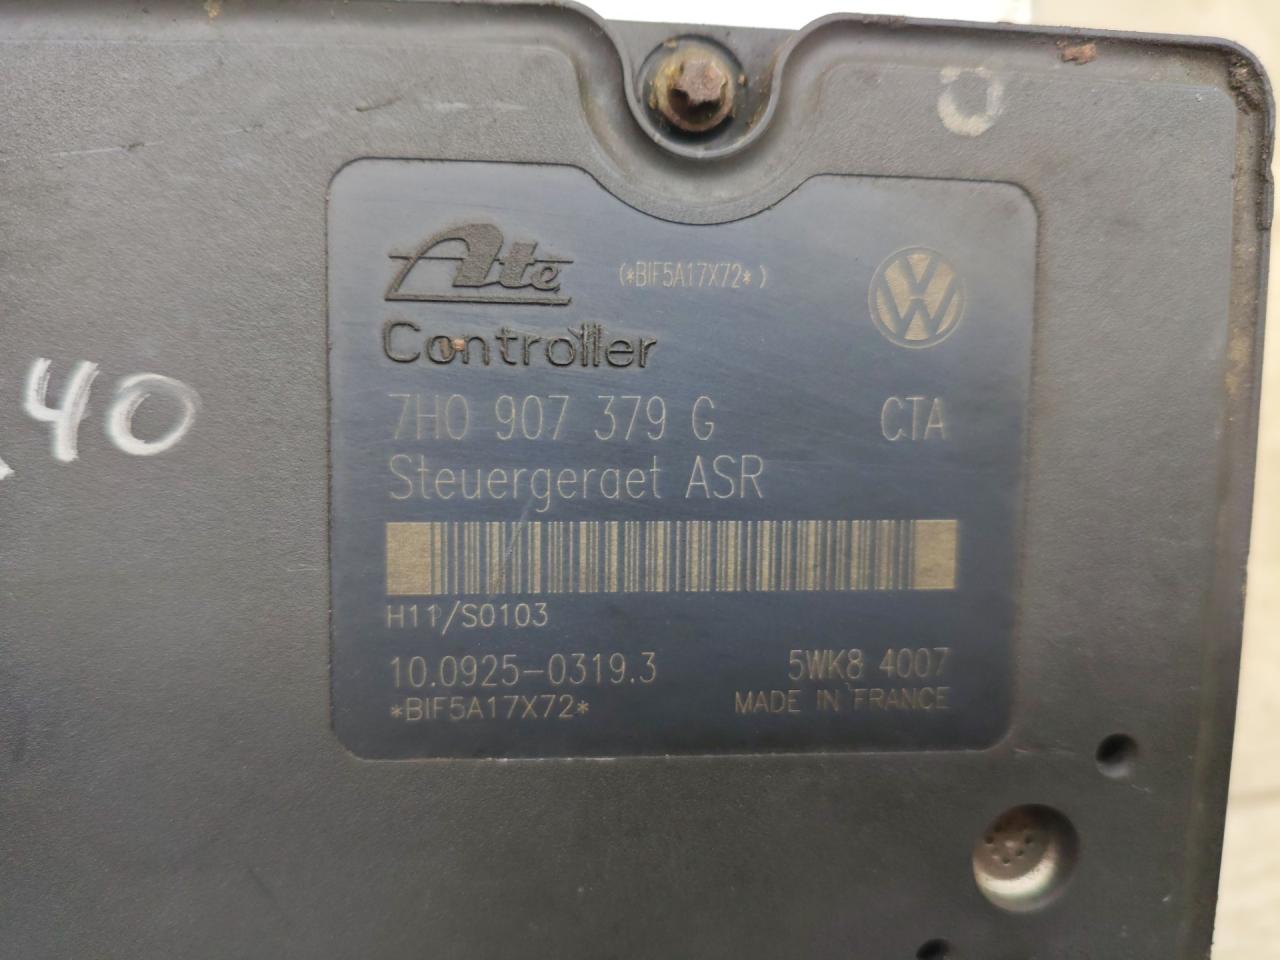 Ate (*BIF5A17X72*)
Controller
7H0 907 379 G CTA
Steuergeraet ASR
H11/S0103
10.0925-0319.3 5WK8 4007
*BIF5A17X72* MADE IN FRANCE
40